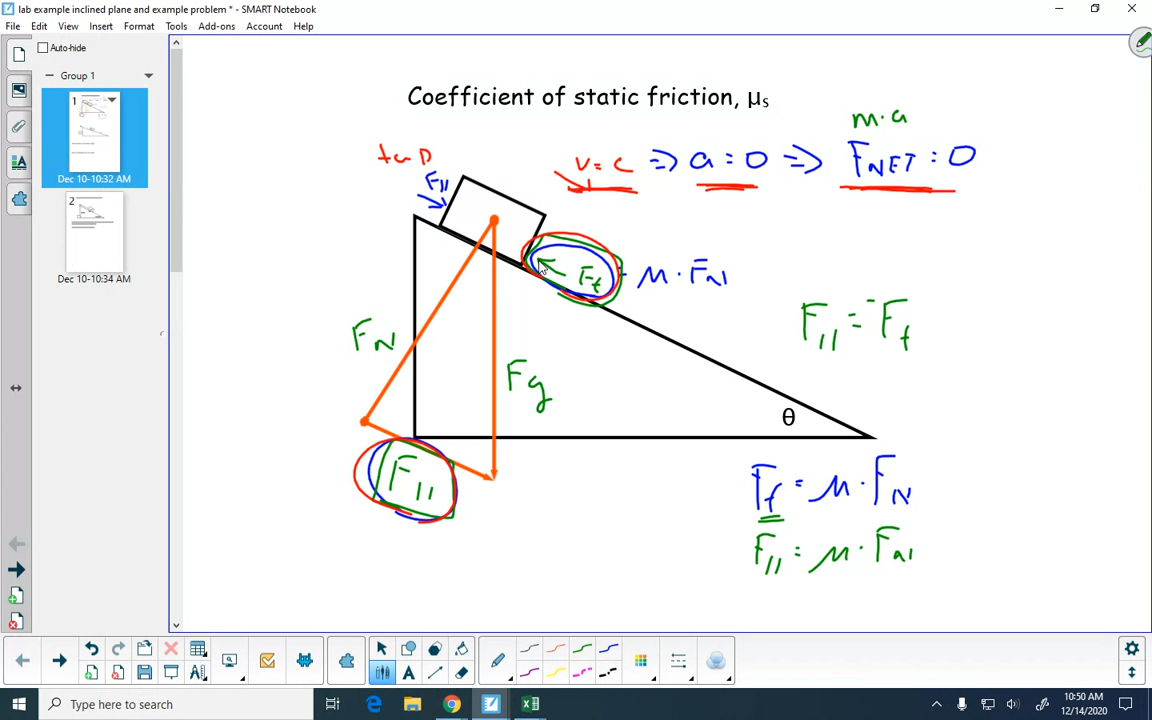 lab example inclined plane and example problem * - SMART Notebook
File Edit View Insert Format Tools Add-ons Account Help
Auto-hide
Group 1
1
Dec 10-10:32 AM
2
Dec 10-10:34 AM
Coefficient of static friction, μs
m·a
v = c ⇒ a = 0 ⇒ FNET = 0
F||
Ff = μ · FN
F|| = -Ff
FN
Fg
θ
F||
Ff = μ · FN
F|| = μ · FN
Type here to search
10:50 AM
12/14/2020